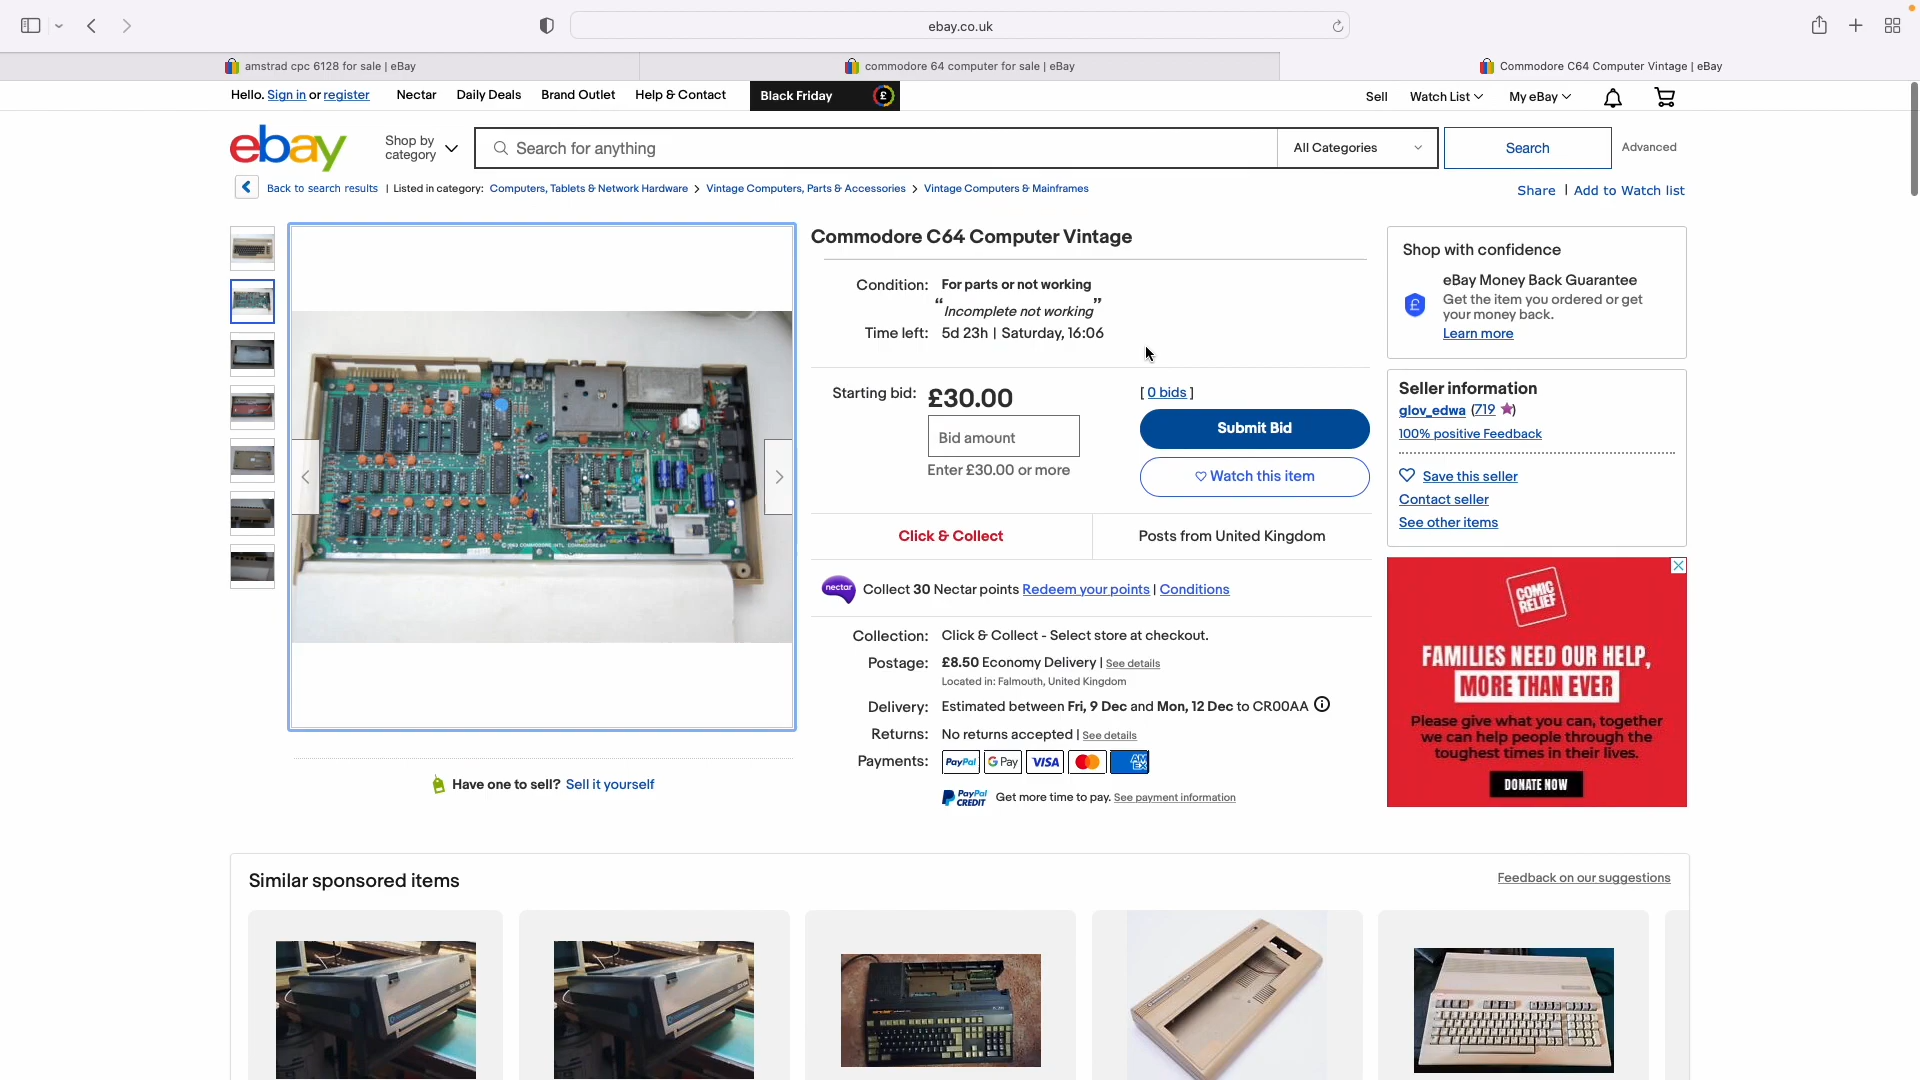 ebay.co.uk
amstrad cpc 6128 for sale | eBay
commodore 64 computer for sale | eBay
Commodore C64 Computer Vintage | eBay
Hello. Sign in or register
Nectar
Daily Deals
Brand Outlet
Help & Contact
Black Friday
£
Sell
Watch List
My eBay
ebay
Shop by category
Search for anything
All Categories
Search
Advanced
Back to search results | Listed in category: Computers, Tablets & Network Hardware > Vintage Computers, Parts & Accessories > Vintage Computers & Mainframes
Share | Add to Watch list
Commodore C64 Computer Vintage
Condition: For parts or not working
“Incomplete not working”
Time left: 5d 23h | Saturday, 16:06
Starting bid: £30.00
[ 0 bids ]
Bid amount
Submit Bid
Enter £30.00 or more
Watch this item
Click & Collect
Posts from United Kingdom
nectar
Collect 30 Nectar points Redeem your points | Conditions
Collection: Click & Collect - Select store at checkout.
Postage: £8.50 Economy Delivery | See details
Located in: Falmouth, United Kingdom
Delivery: Estimated between Fri, 9 Dec and Mon, 12 Dec to CR00AA
Returns: No returns accepted | See details
Payments: PayPal G Pay VISA AM EX
PayPal CREDIT Get more time to pay. See payment information
Shop with confidence
eBay Money Back Guarantee
£
Get the item you ordered or get
your money back.
Learn more
Seller information
glov_edwa (719 )
100% positive Feedback
Save this seller
Contact seller
See other items
COMIC
RELIEF
FAMILIES NEED OUR HELP,
MORE THAN EVER
Please give what you can, together
we can help people through the
toughest times in their lives.
DONATE NOW
Have one to sell? Sell it yourself
Similar sponsored items
Feedback on our suggestions